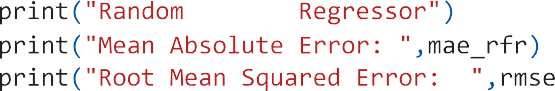 print("Random        Regressor")
print("Mean Absolute Error: ",mae_rfr)
print("Root Mean Squared Error:  ",rmse